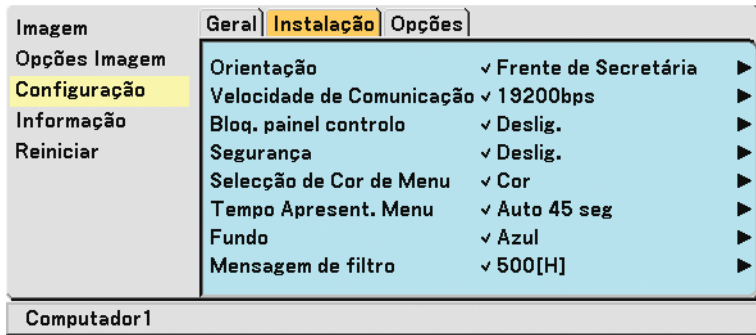 Imagem
Opções Imagem
Configuração
Informação
Reiniciar
Geral Instalação Opções
Orientação ✓ Frente de Secretária ▶
Velocidade de Comunicação ✓ 19200bps ▶
Bloq. painel controlo ✓ Deslig. ▶
Segurança ✓ Deslig. ▶
Selecção de Cor de Menu ✓ Cor ▶
Tempo Apresent. Menu ✓ Auto 45 seg ▶
Fundo ✓ Azul ▶
Mensagem de filtro ✓ 500[H] ▶
Computador1